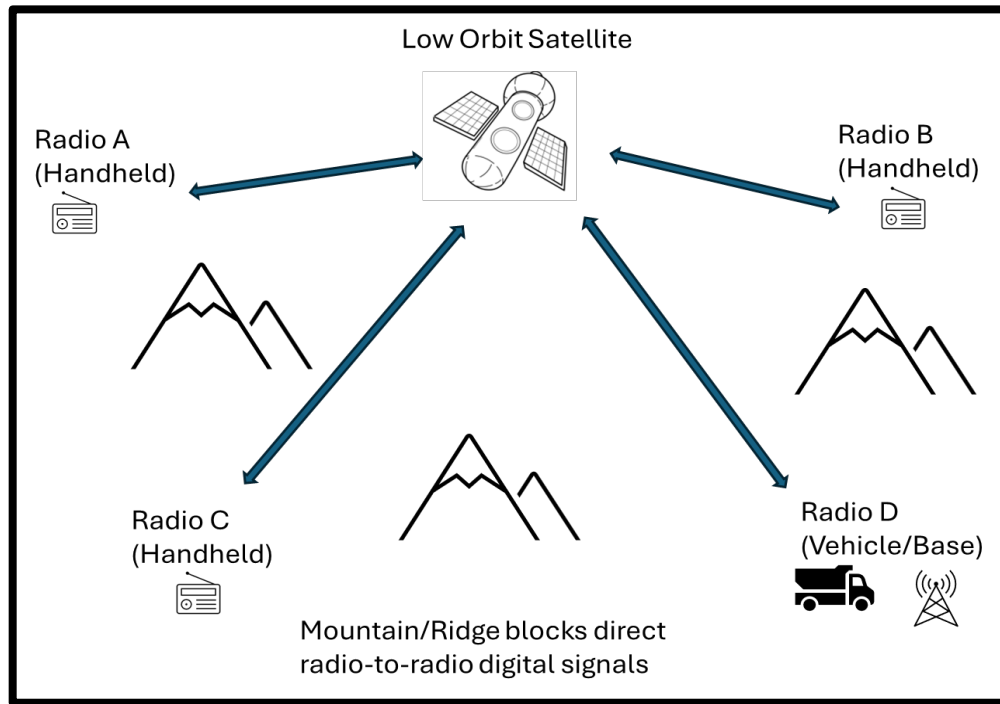 Low Orbit Satellite
Radio A
(Handheld)
Radio B
(Handheld)
Radio C
(Handheld)
Radio D
(Vehicle/Base)
Mountain/Ridge blocks direct
radio-to-radio digital signals